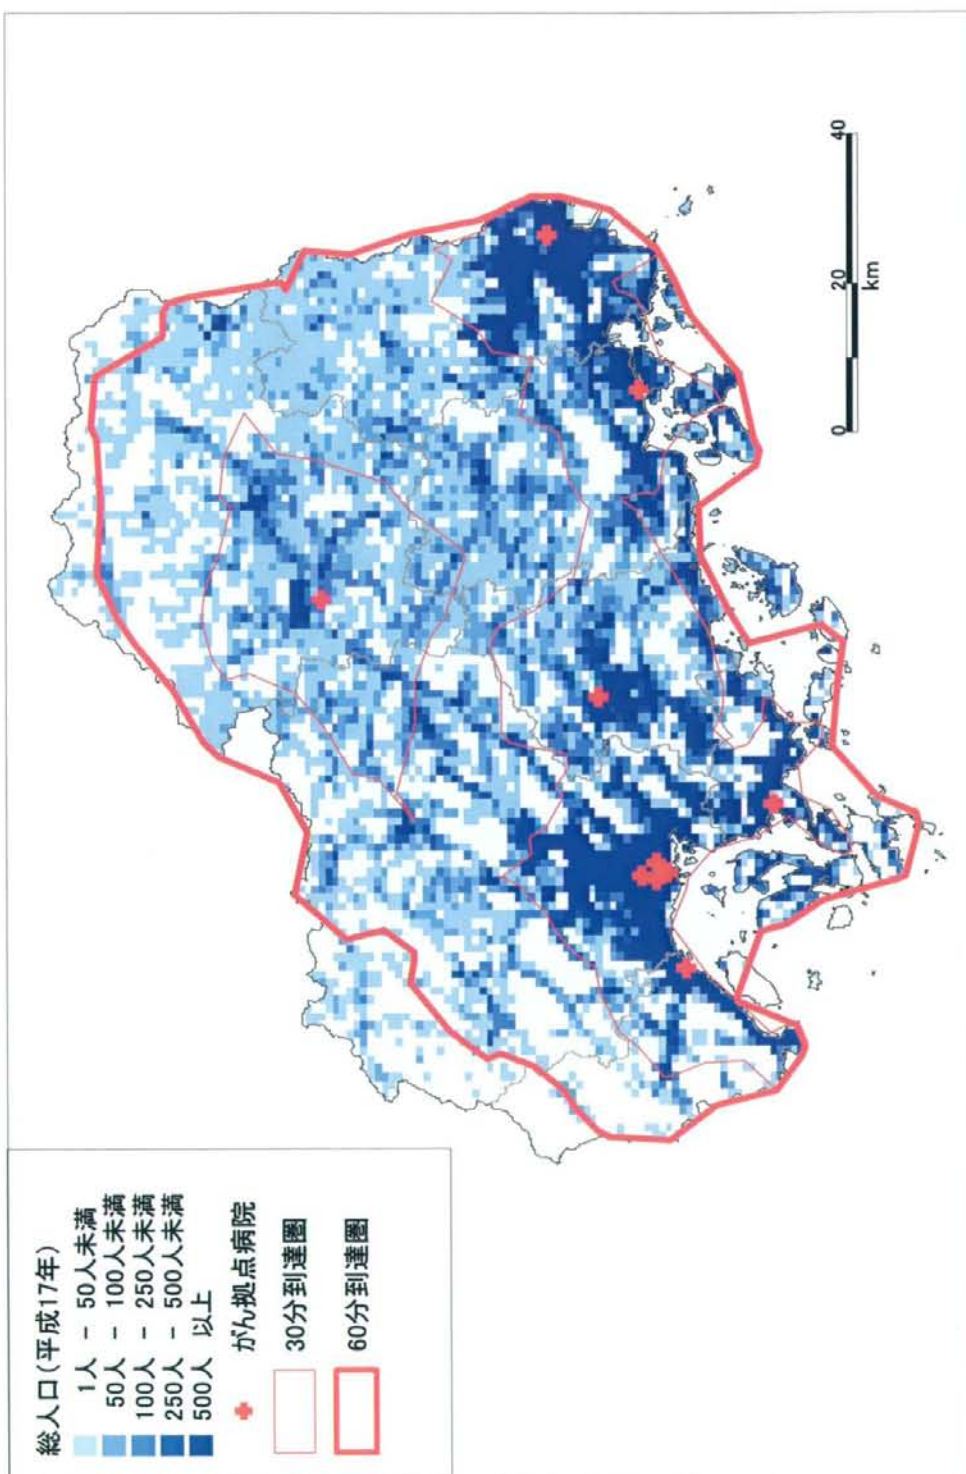 総人口(平成17年)
1人 - 50人未満
50人 - 100人未満
100人 - 250人未満
250人 - 500人未満
500人 以上
がん拠点病院
30分到達圏
60分到達圏
0 20 40
km